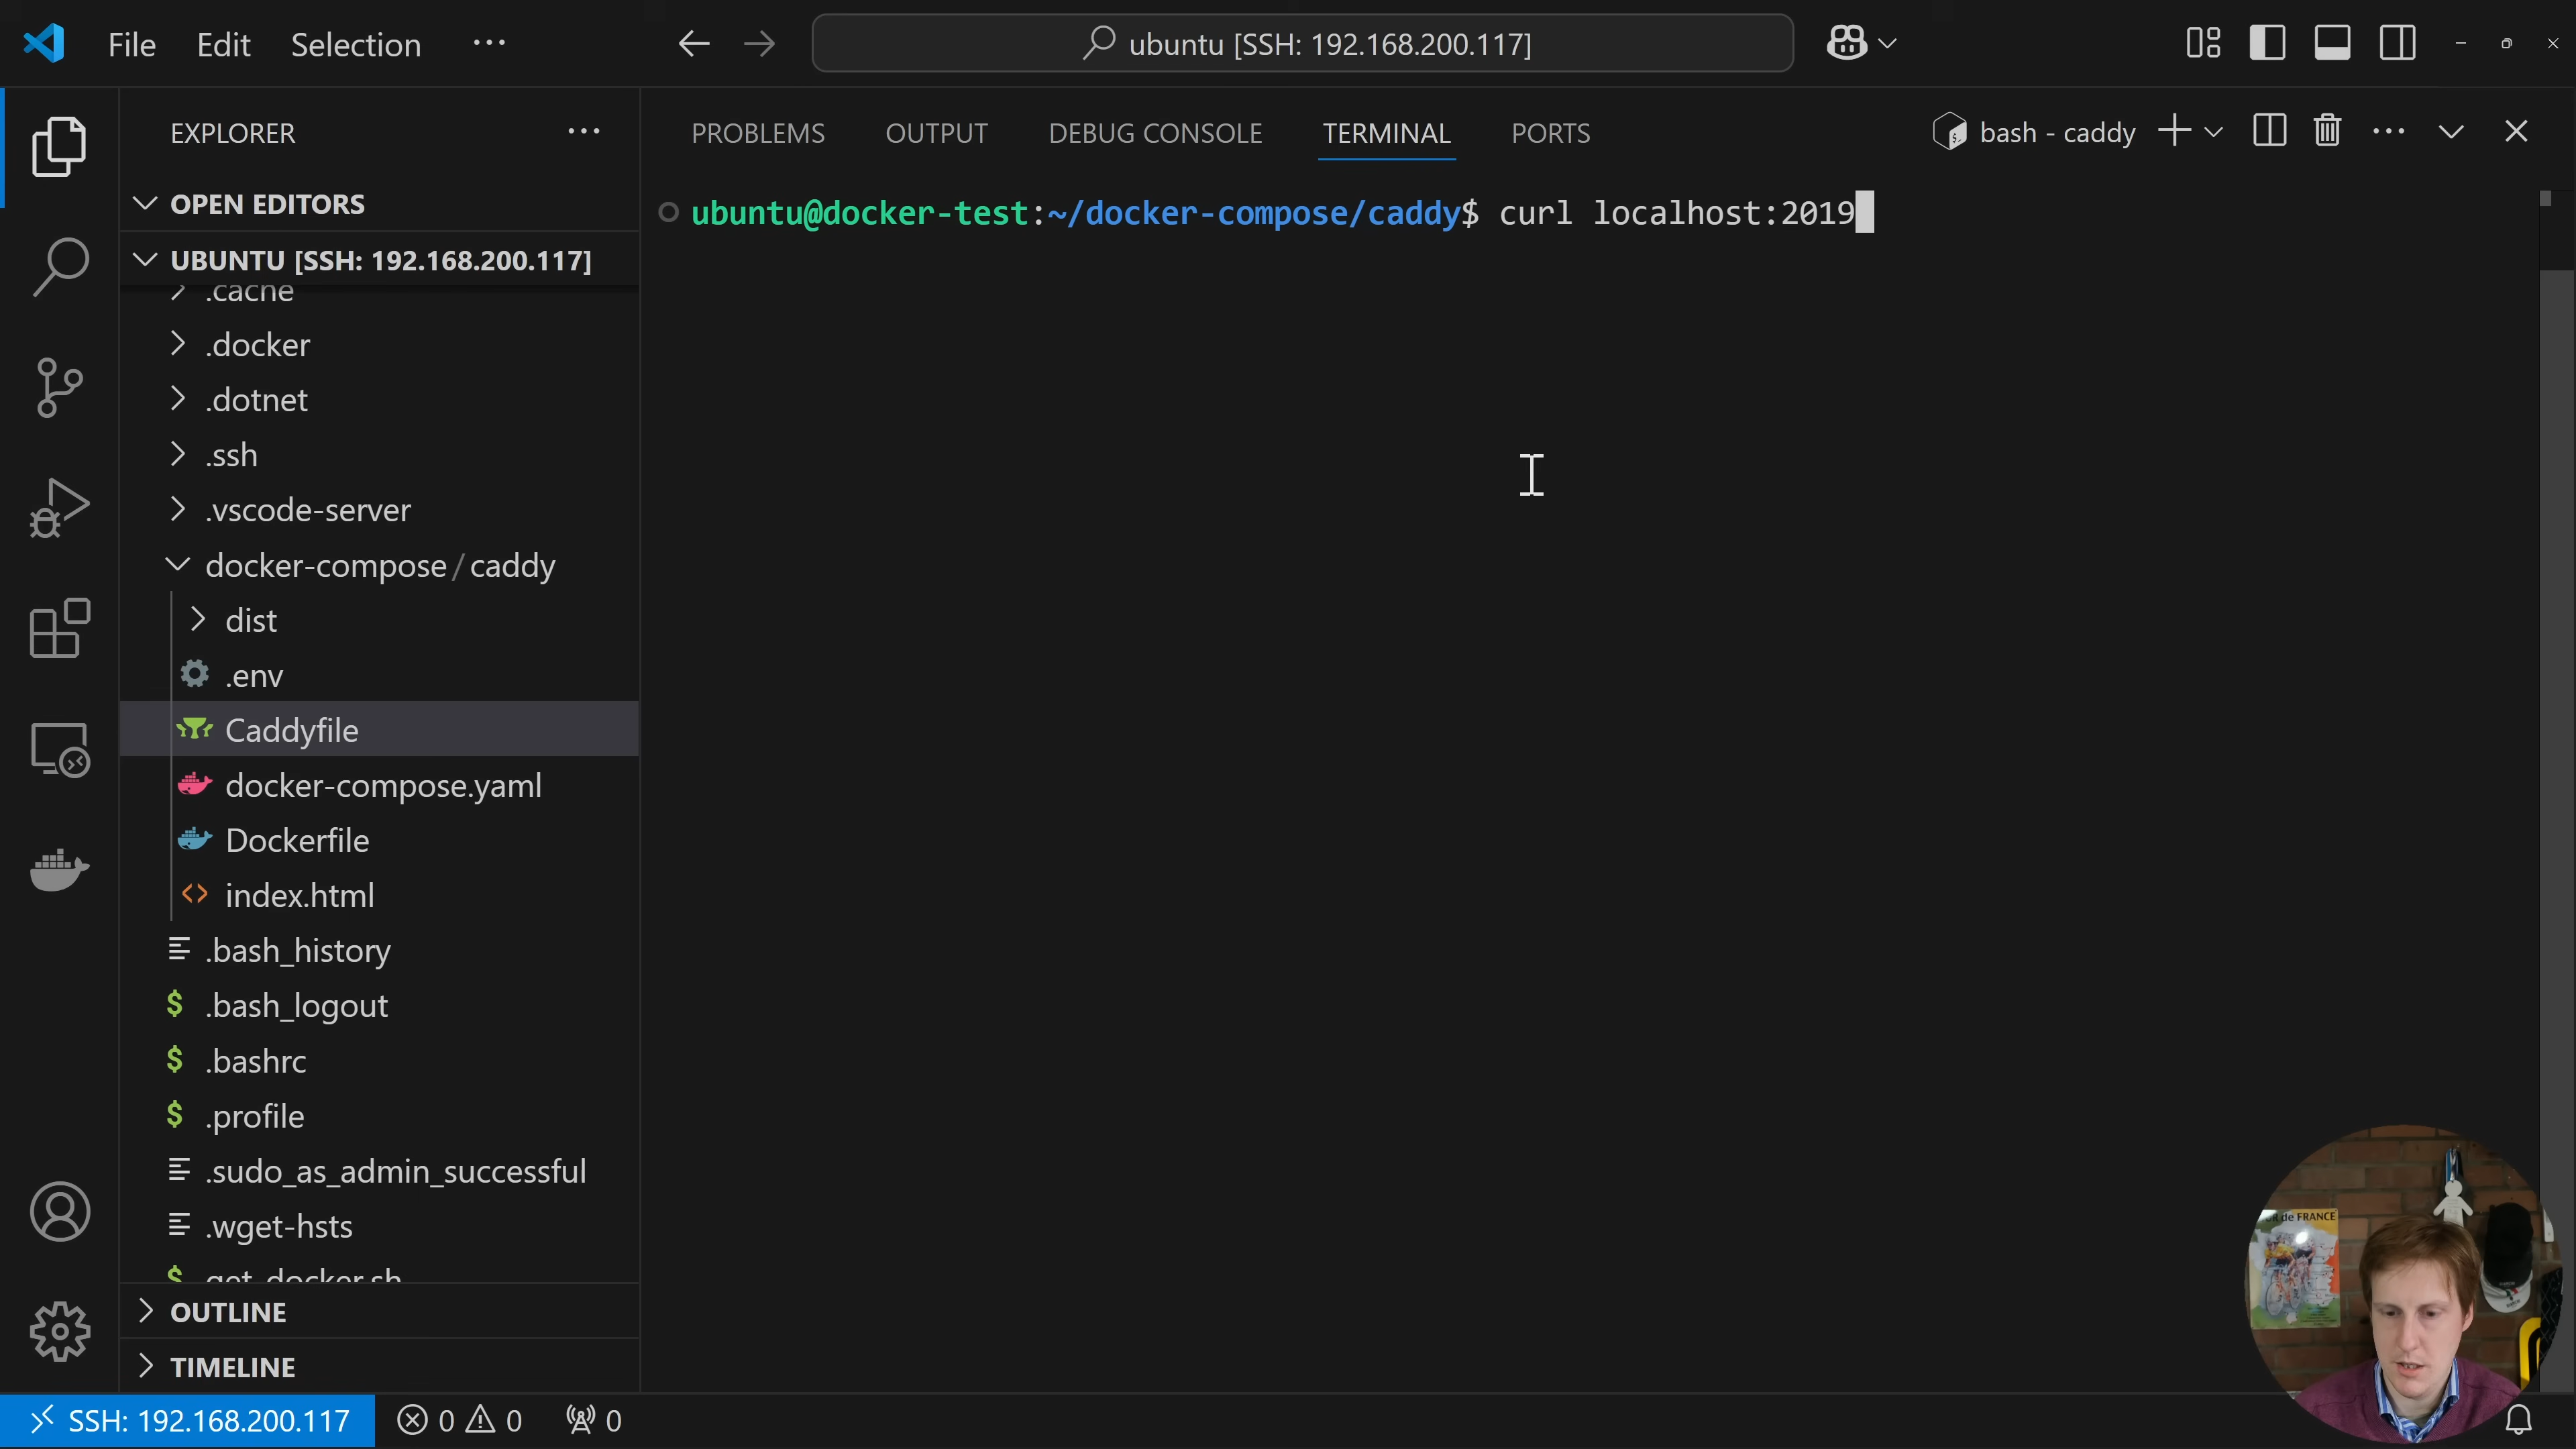 File Edit Selection ···
ubuntu [SSH: 192.168.200.117]
EXPLORER
OPEN EDITORS
UBUNTU [SSH: 192.168.200.117]
.cache
.docker
.dotnet
.ssh
.vscode-server
docker-compose / caddy
dist
.env
Caddyfile
docker-compose.yaml
Dockerfile
index.html
.bash_history
.bash_logout
.bashrc
.profile
.sudo_as_admin_successful
.wget-hsts
get_docker.sh
OUTLINE
TIMELINE
PROBLEMS OUTPUT DEBUG CONSOLE TERMINAL PORTS
bash - caddy
ubuntu@docker-test:~/docker-compose/caddy$ curl localhost:2019
de FRANCE
SSH: 192.168.200.117 0 0 0